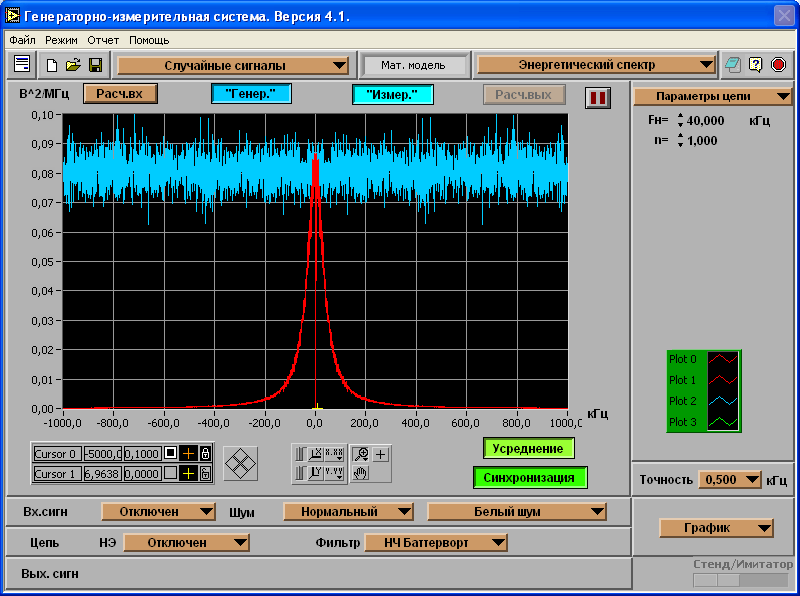 Генераторно-измерительная система. Версия 4.1.
Файл Режим Отчет Помощь
Случайные сигналы Мат. модель Энергетический спектр
В^2/МГц Расч.вх "Генер." "Измер." Расч.вых
Параметры цепи
Fн= 40,000 кГц
n= 1,000
0,10
0,09
0,08
0,07
0,06
0,05
0,04
0,03
0,02
0,01
0,00
-1000,0 -800,0 -600,0 -400,0 -200,0 0,0 200,0 400,0 600,0 800,0 1000,0 кГц
Plot 0
Plot 1
Plot 2
Plot 3
Cursor 0 -5000,0 0,1000
Cursor 1 6,9638 0,0000
X.XX
Y.YY
Усреднение
Синхронизация
Точность 0,500 кГц
Вх.сигн Отключен Шум Нормальный Белый шум
График
Цепь НЭ Отключен Фильтр НЧ Баттерворт
Стенд/Имитатор
Вых. сигн